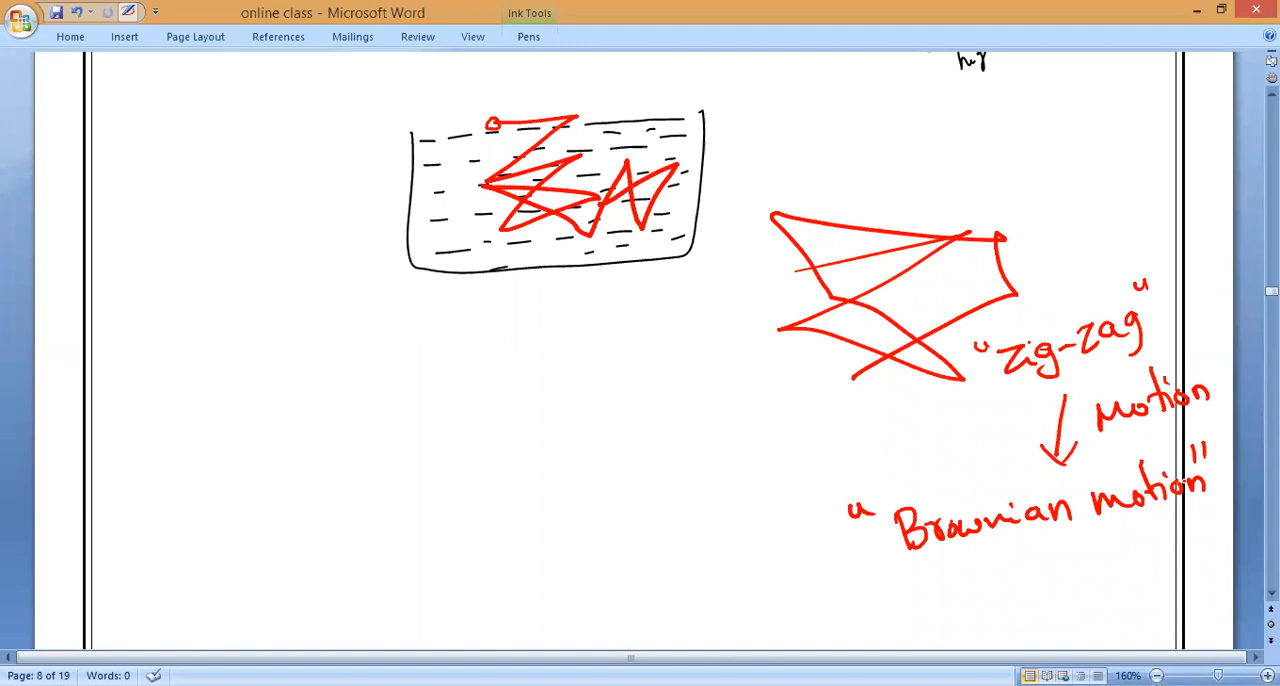 online class - Microsoft Word
Ink Tools
Home Insert Page Layout References Mailings Review View Pens
"zig-zag"
Motion
"Brownian motion"
Page: 8 of 19 Words: 0 160%